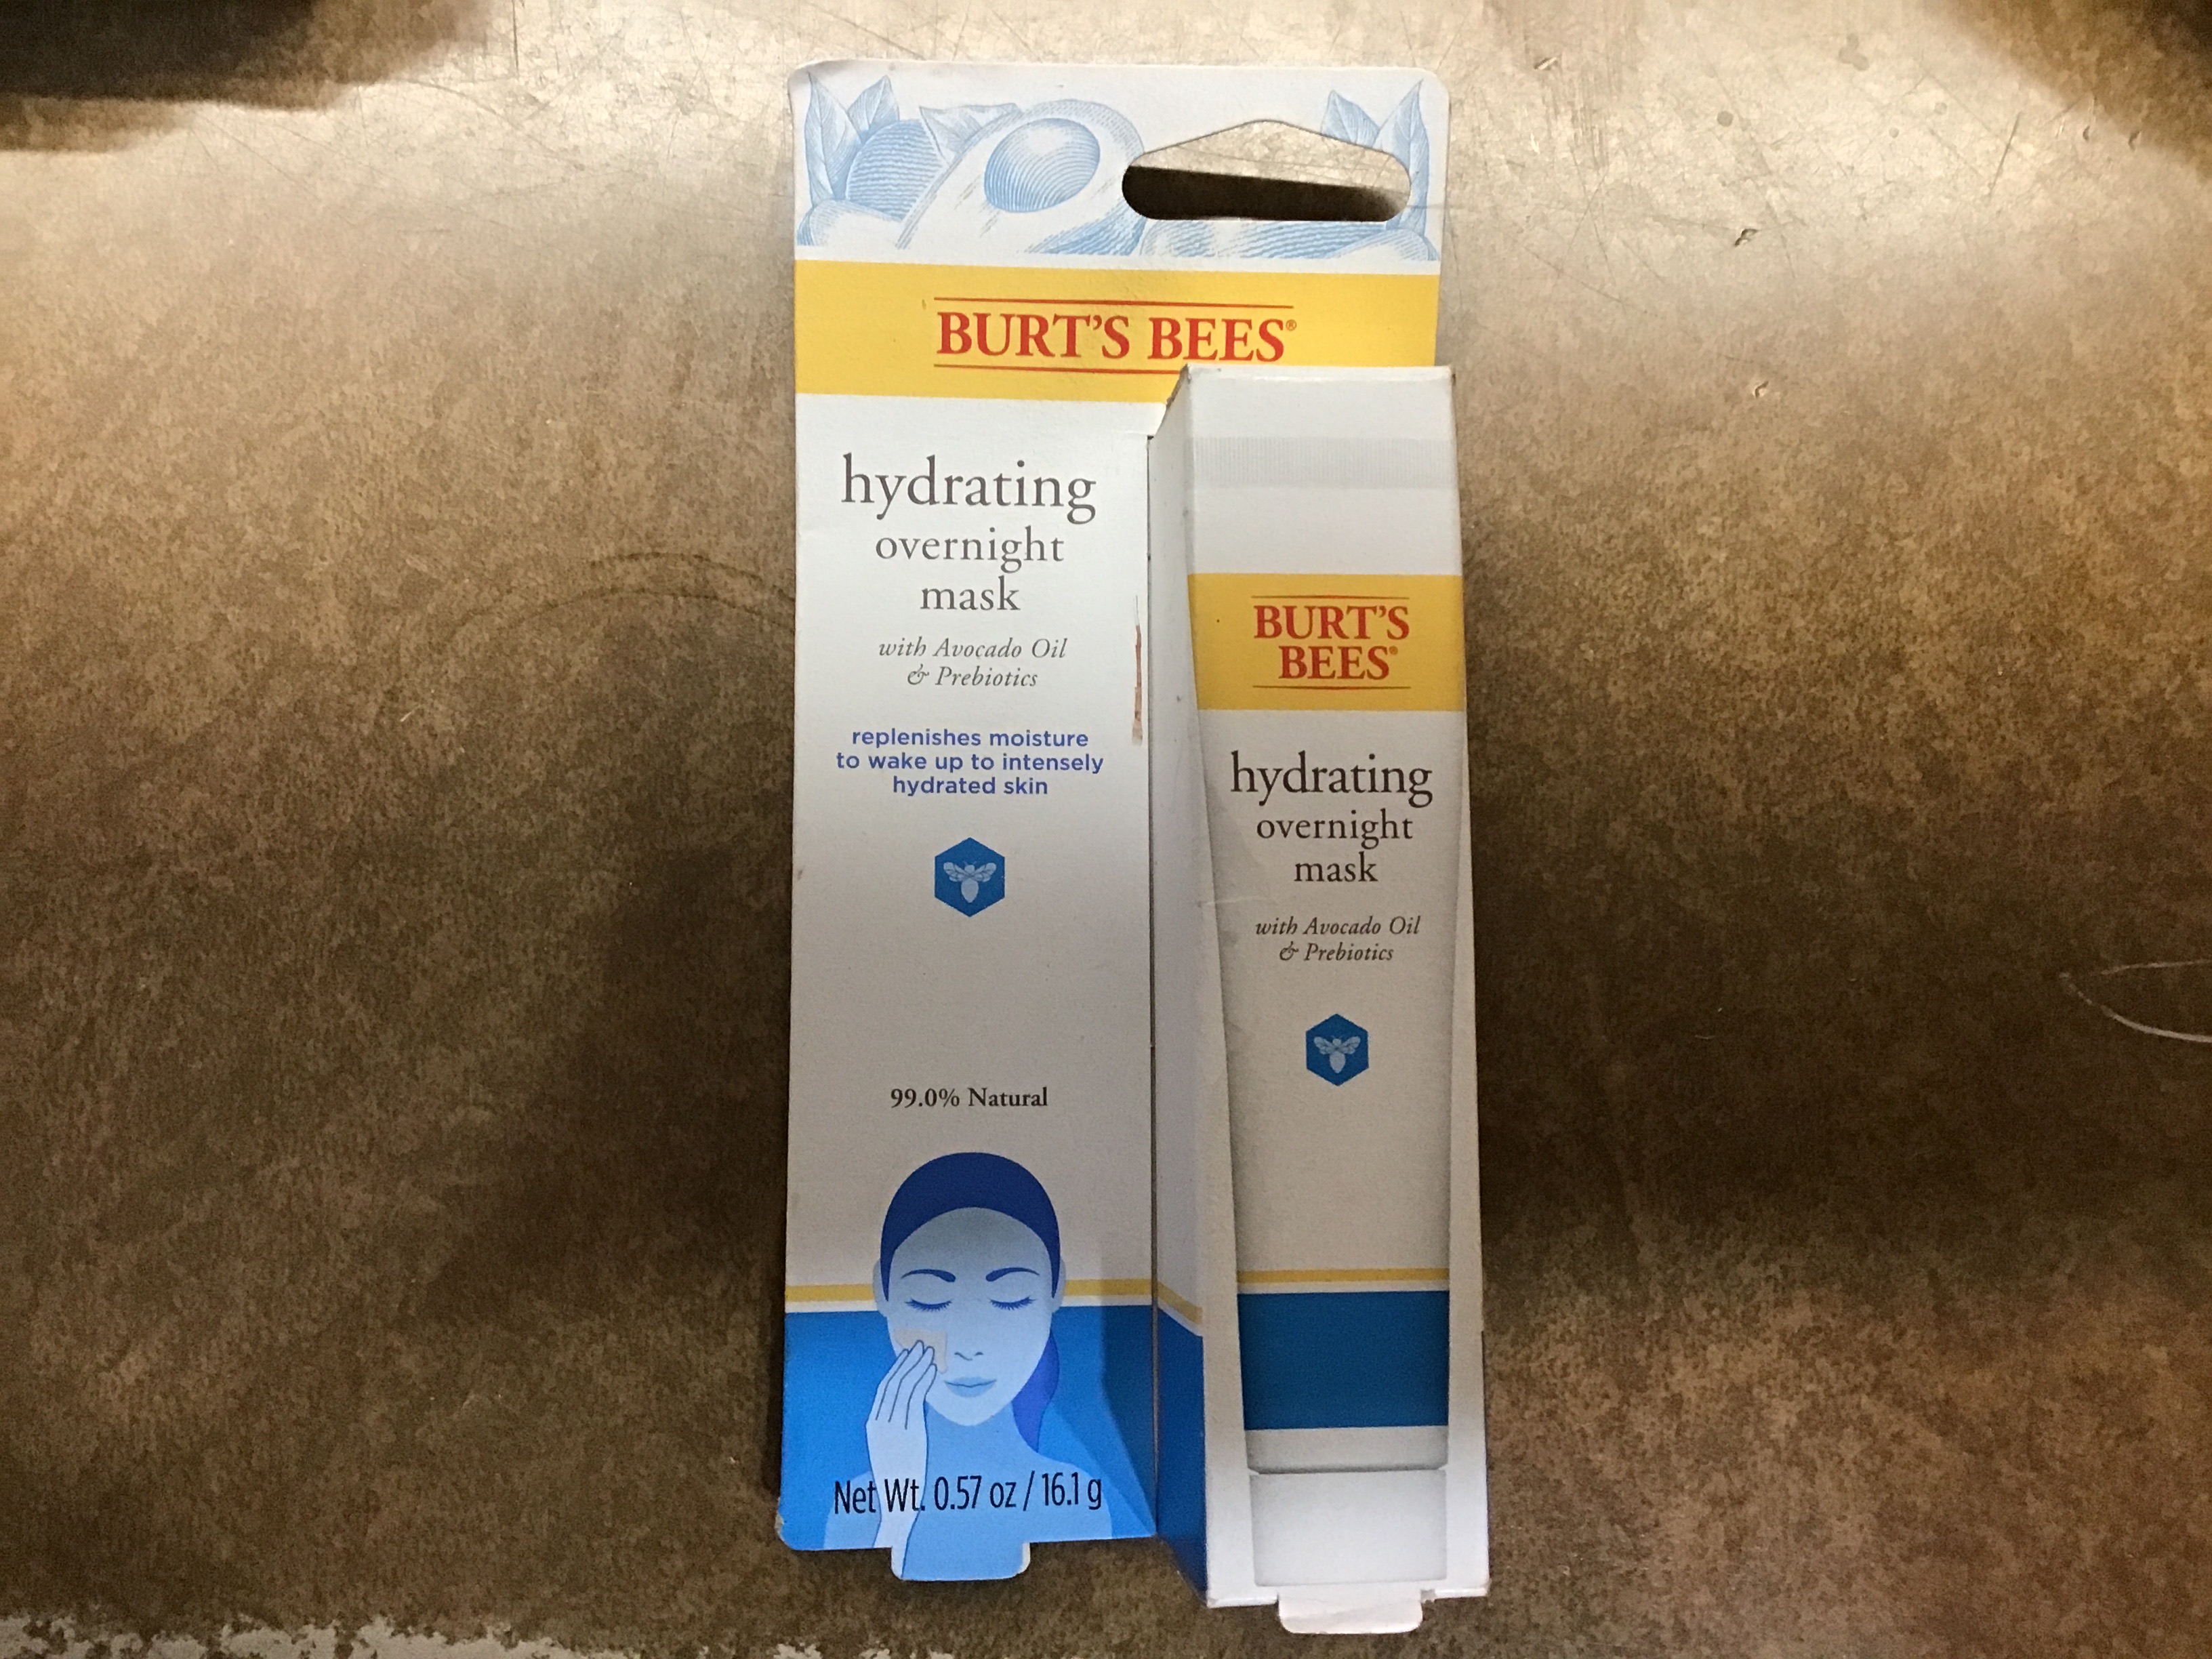 BURT'S BEES®
hydrating
overnight
mask
with Avocado Oil
& Prebiotics
replenishes moisture
to wake up to intensely
hydrated skin
99.0% Natural
Net Wt. 0.57 oz / 16.1 g
BURT'S
BEES®
hydrating
overnight
mask
with Avocado Oil
& Prebiotics